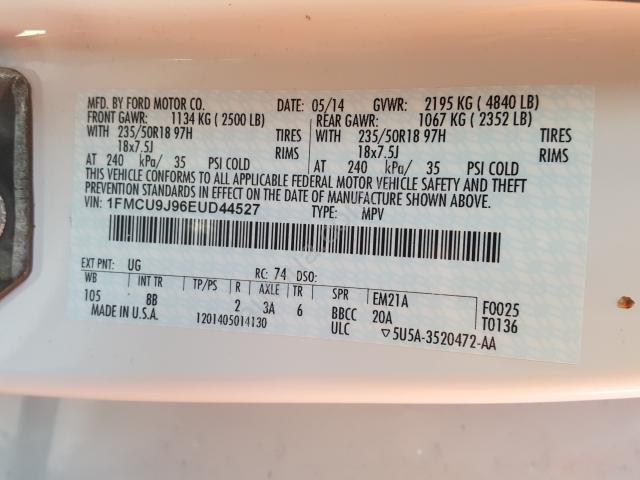 MFD. BY FORD MOTOR CO. DATE: 05/14 GVWR: 2195 KG ( 4840 LB)
FRONT GAWR: 1134 KG ( 2500 LB) REAR GAWR: 1067 KG ( 2352 LB)
WITH 235/50R18 97H TIRES WITH 235/50R18 97H TIRES
18x7.5J RIMS 18x7.5J RIMS
AT 240 kPa/ 35 PSI COLD AT 240 kPa/ 35 PSI COLD
THIS VEHICLE CONFORMS TO ALL APPLICABLE FEDERAL MOTOR VEHICLE SAFETY AND THEFT
PREVENTION STANDARDS IN EFFECT ON THE DATE OF MANUFACTURE SHOWN ABOVE.
VIN: 1FMCU9J96EUD44527 TYPE: MPV
EXT PNT: UG RC: 74 DSO:
WB INT TR TP/PS R AXLE TR SPR EM21A F0025
105 8B 2 3A 6 BBCC 20A T0136
MADE IN U.S.A. 1201405014130 ULC ▽5U5A-3520472-AA